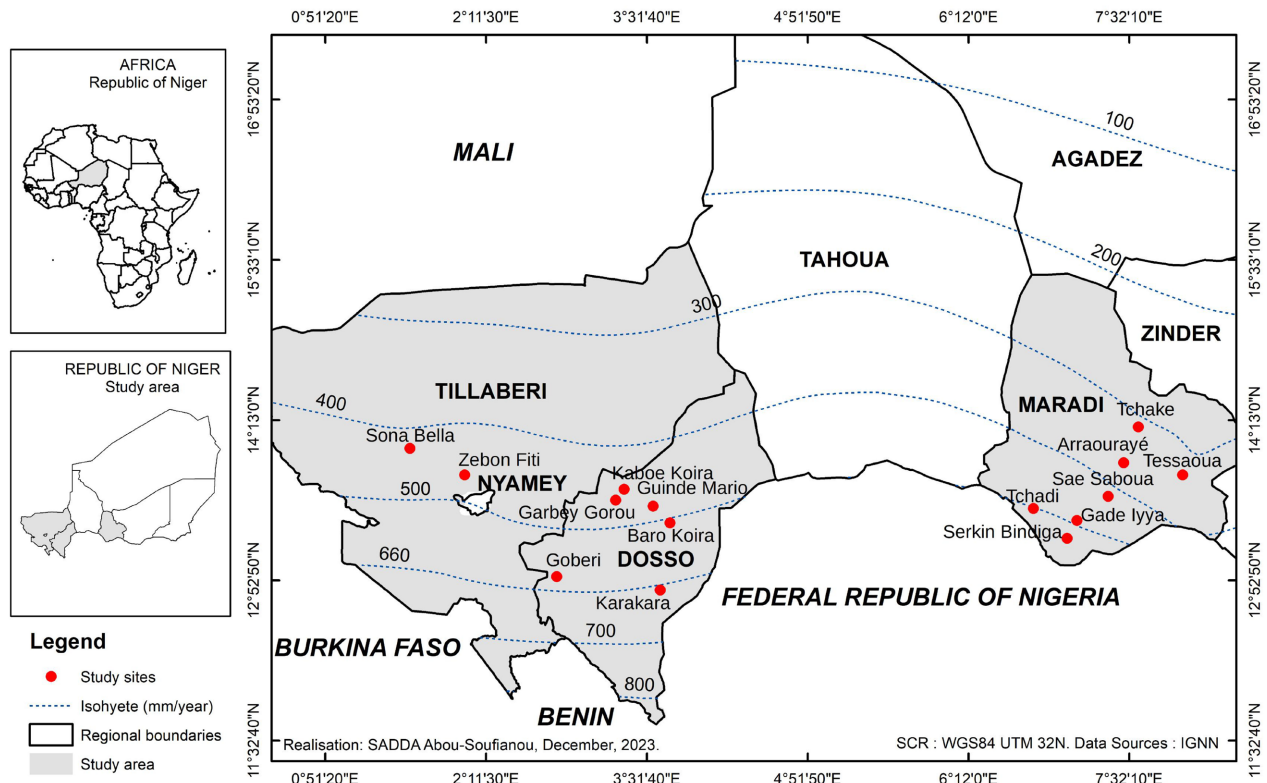 0°51'20"E 2°11'30"E 3°31'40"E 4°51'50"E 6°12'0"E 7°32'10"E
AFRICA
Republic of Niger
REPUBLIC OF NIGER
Study area
Legend
Study sites
Isohyete (mm/year)
Regional boundaries
Study area
16°53'20"N
15°33'10"N
14°13'0"N
12°52'50"N
11°32'40"N
MALI
100
AGADEZ
200
TAHOUA
300
ZINDER
TILLABERI
400
MARADI
Tchake
Sona Bella
Arraourayé
Zebon Fiti
Tessaoua
Kaboe Koira
Sae Saboua
NYAMEY
Guinde Mario
500
Tchadi
Garbey Gorou
Gade Iyya
Baro Koira
Serkin Bindiga
660
Goberi
DOSSO
Karakara
FEDERAL REPUBLIC OF NIGERIA
700
BURKINA FASO
800
BENIN
Realisation: SADDA Abou-Soufianou, December, 2023.
SCR : WGS84 UTM 32N. Data Sources : IGNN
16°53'20"N
15°33'10"N
14°13'0"N
12°52'50"N
11°32'40"N
0°51'20"E 2°11'30"E 3°31'40"E 4°51'50"E 6°12'0"E 7°32'10"E